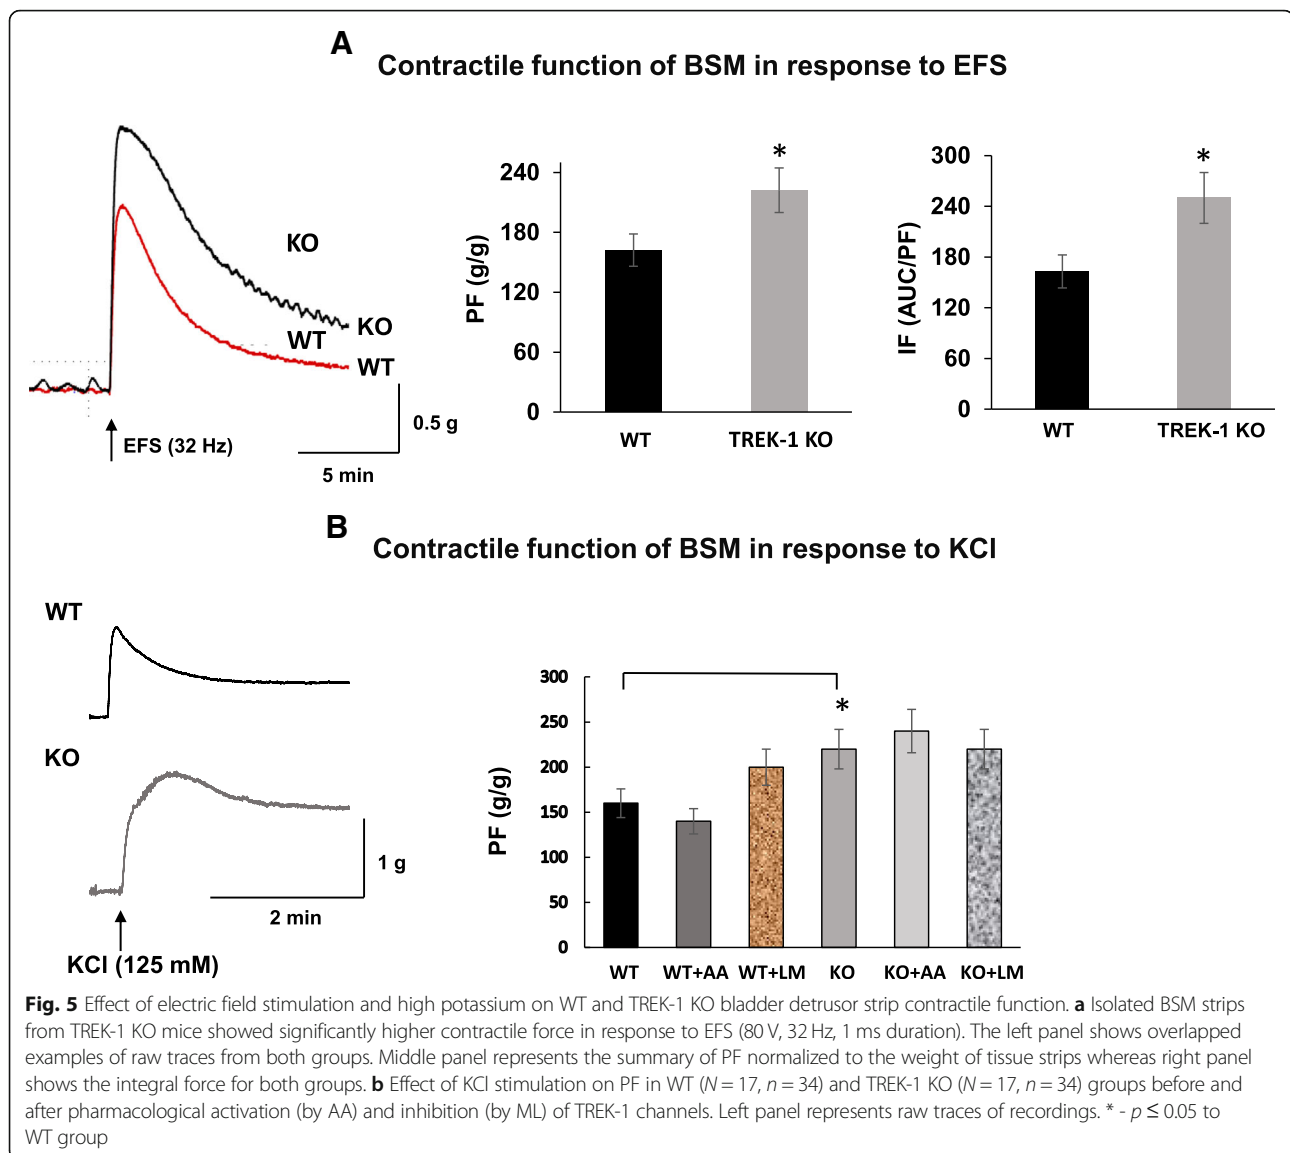 A
Contractile function of BSM in response to EFS
KO
KO
WT
WT
0.5 g
5 min
EFS (32 Hz)
PF (g/g)
240
180
120
60
0
*
WT
TREK-1 KO
IF (AUC/PF)
300
240
180
120
60
0
*
WT
TREK-1 KO
B
Contractile function of BSM in response to KCl
WT
KO
1 g
2 min
KCl (125 mM)
PF (g/g)
300
250
200
150
100
50
0
*
WT
WT+AA
WT+LM
KO
KO+AA
KO+LM
Fig. 5 Effect of electric field stimulation and high potassium on WT and TREK-1 KO bladder detrusor strip contractile function. a Isolated BSM strips
from TREK-1 KO mice showed significantly higher contractile force in response to EFS (80 V, 32 Hz, 1 ms duration). The left panel shows overlapped
examples of raw traces from both groups. Middle panel represents the summary of PF normalized to the weight of tissue strips whereas right panel
shows the integral force for both groups. b Effect of KCl stimulation on PF in WT (N = 17, n = 34) and TREK-1 KO (N = 17, n = 34) groups before and
after pharmacological activation (by AA) and inhibition (by ML) of TREK-1 channels. Left panel represents raw traces of recordings. * - p ≤ 0.05 to
WT group